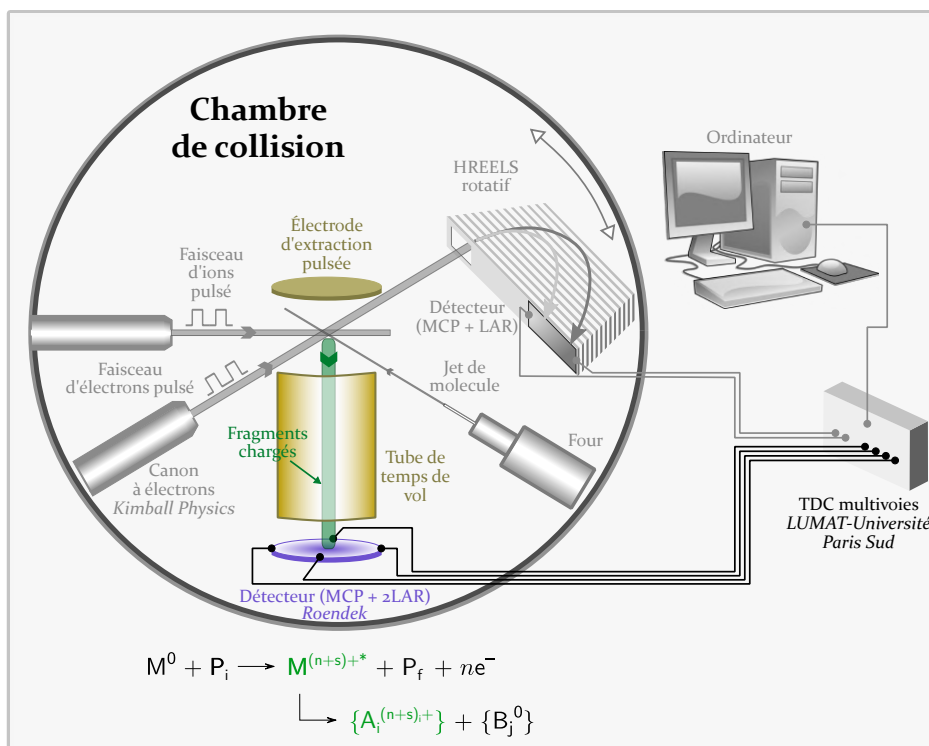 Chambre
de collision
Ordinateur
HREELS
rotatif
Électrode
d'extraction
pulsée
Faisceau
d'ions
pulsé
Détecteur
(MCP + LAR)
Faisceau
d'électrons pulsé
Jet de
molecule
Fragments
chargés
Tube de
temps de
vol
Four
Canon
à électrons
Kimball Physics
TDC multivoies
LUMAT-Université
Paris Sud
Détecteur (MCP + 2LAR)
Roendek
M⁰ + Pᵢ → M⁽ⁿ⁺ˢ⁾⁺* + P_f + ne⁻
{Aᵢ⁽ⁿ⁺ˢ⁾ᵢ⁺} + {Bⱼ⁰}